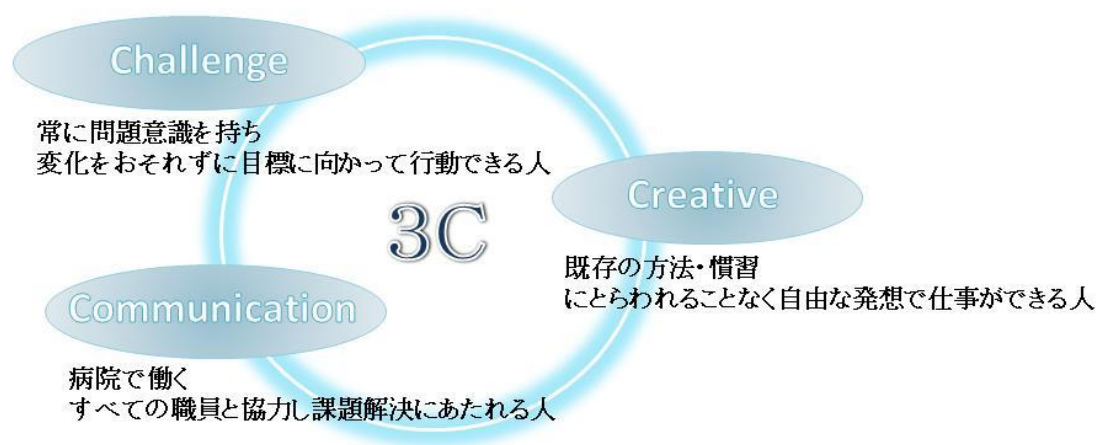 Challenge
常に問題意識を持ち
変化をおそれずに目標に向かって行動できる人
3C
Creative
既存の方法・慣習
にとらわれることなく自由な発想で仕事ができる人
Communication
病院で働く
すべての職員と協力し課題解決にあたれる人